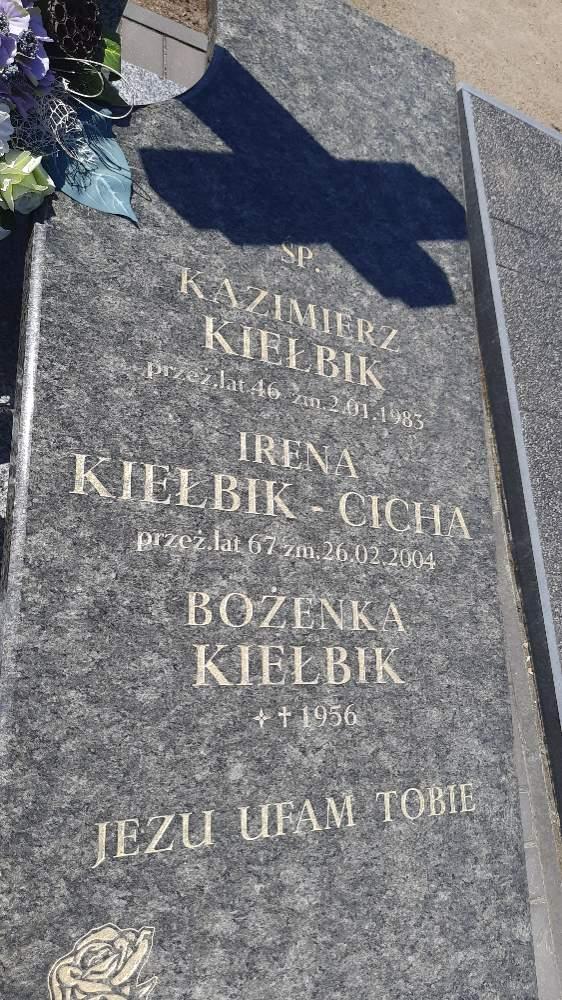 ŚP.
KAZIMIERZ
KIEŁBIK
przeż.lat.46 zm.2.01.1983
IRENA
KIEŁBIK - CICHA
przeż.lat 67 zm.26.02.2004
BOŻENKA
KIEŁBIK
✧ † 1956
JEZU UFAM TOBIE